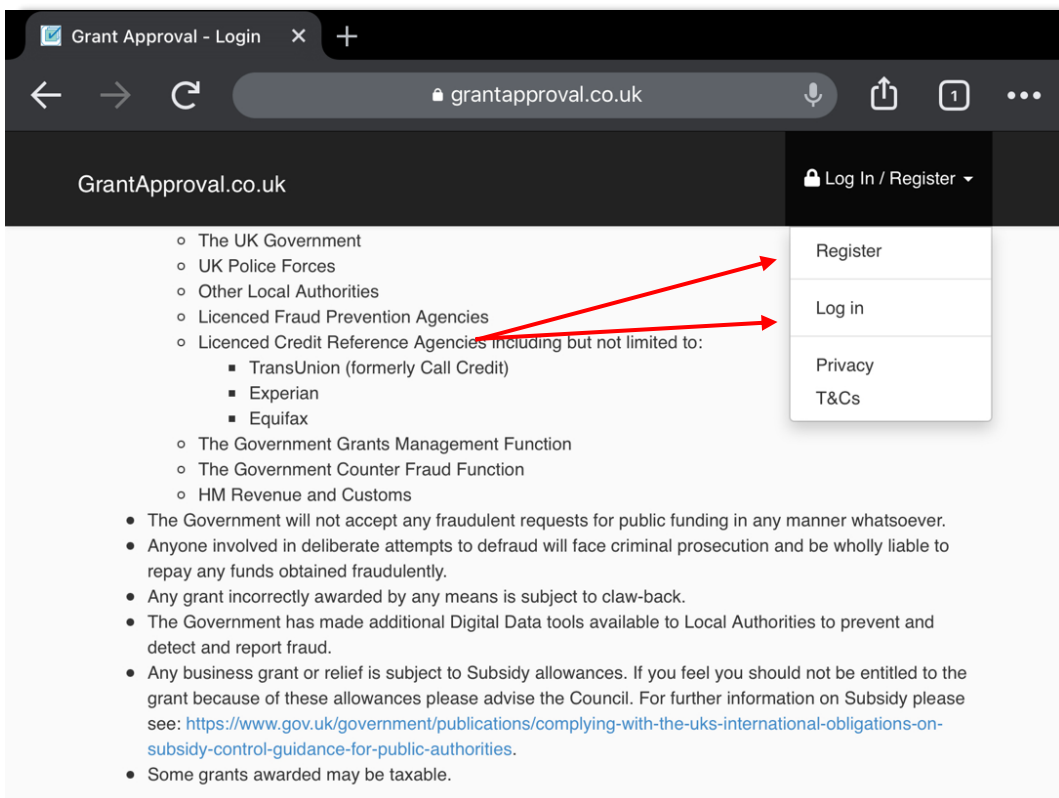 Grant Approval - Login
grantapproval.co.uk
1
GrantApproval.co.uk
Log In / Register
Register
Log in
Privacy
T&Cs
The UK Government
UK Police Forces
Other Local Authorities
Licenced Fraud Prevention Agencies
Licenced Credit Reference Agencies including but not limited to:
TransUnion (formerly Call Credit)
Experian
Equifax
The Government Grants Management Function
The Government Counter Fraud Function
HM Revenue and Customs
The Government will not accept any fraudulent requests for public funding in any manner whatsoever.
Anyone involved in deliberate attempts to defraud will face criminal prosecution and be wholly liable to
repay any funds obtained fraudulently.
Any grant incorrectly awarded by any means is subject to claw-back.
The Government has made additional Digital Data tools available to Local Authorities to prevent and
detect and report fraud.
Any business grant or relief is subject to Subsidy allowances. If you feel you should not be entitled to the
grant because of these allowances please advise the Council. For further information on Subsidy please
see: https://www.gov.uk/government/publications/complying-with-the-uks-international-obligations-on-
subsidy-control-guidance-for-public-authorities.
Some grants awarded may be taxable.